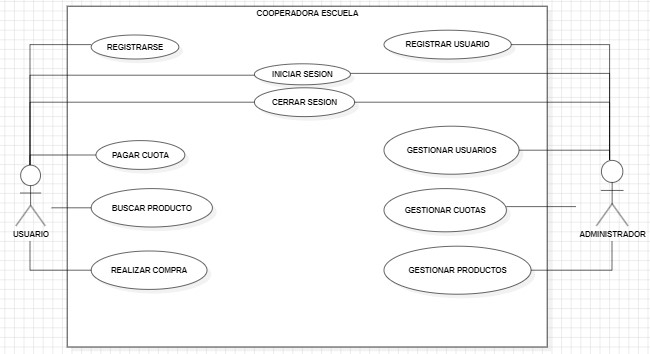 COOPERADORA ESCUELA
REGISTRARSE
REGISTRAR USUARIO
INICIAR SESION
CERRAR SESION
PAGAR CUOTA
GESTIONAR USUARIOS
BUSCAR PRODUCTO
GESTIONAR CUOTAS
USUARIO
ADMINISTRADOR
REALIZAR COMPRA
GESTIONAR PRODUCTOS